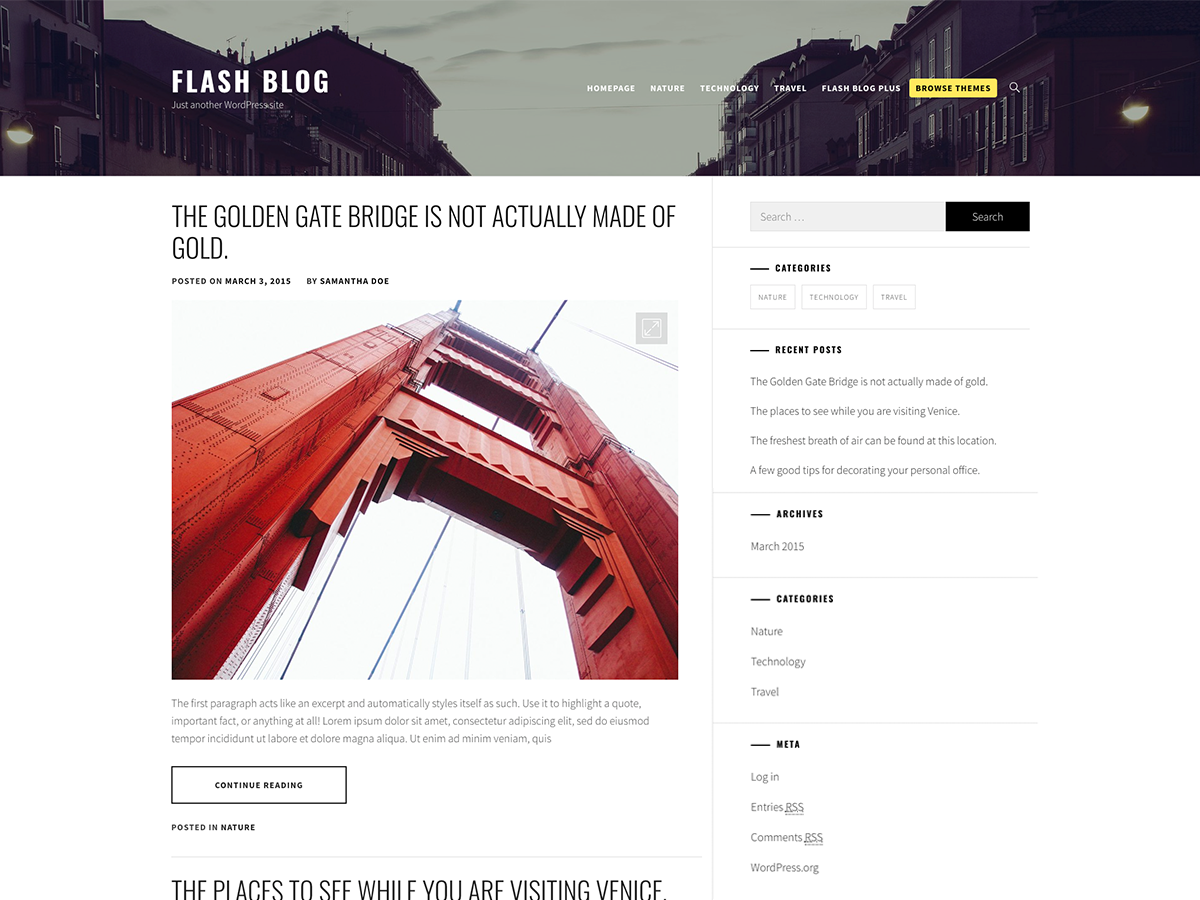 FLASH BLOG
Just another WordPress site
HOMEPAGE NATURE TECHNOLOGY TRAVEL FLASH BLOG PLUS BROWSE THEMES
THE GOLDEN GATE BRIDGE IS NOT ACTUALLY MADE OF
GOLD.
POSTED ON MARCH 3, 2015 BY SAMANTHA DOE
The first paragraph acts like an excerpt and automatically styles itself as such. Use it to highlight a quote,
important fact, or anything at all! Lorem ipsum dolor sit amet, consectetur adipiscing elit, sed do eiusmod
tempor incididunt ut labore et dolore magna aliqua. Ut enim ad minim veniam, quis
CONTINUE READING
POSTED IN NATURE
THE PLACES TO SEE WHILE YOU ARE VISITING VENICE.
Search …
Search
CATEGORIES
NATURE TECHNOLOGY TRAVEL
RECENT POSTS
The Golden Gate Bridge is not actually made of gold.
The places to see while you are visiting Venice.
The freshest breath of air can be found at this location.
A few good tips for decorating your personal office.
ARCHIVES
March 2015
CATEGORIES
Nature
Technology
Travel
META
Log in
Entries RSS
Comments RSS
WordPress.org